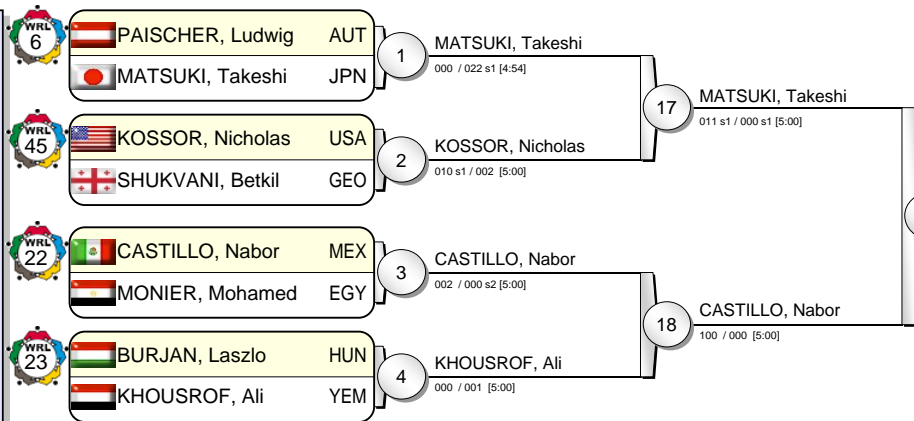 WRL
6
PAISCHER, Ludwig AUT
MATSUKI, Takeshi JPN
1
MATSUKI, Takeshi
000 / 022 s1 [4:54]
WRL
45
KOSSOR, Nicholas USA
SHUKVANI, Betkil GEO
2
KOSSOR, Nicholas
010 s1 / 002 [5:00]
17
MATSUKI, Takeshi
011 s1 / 000 s1 [5:00]
WRL
22
CASTILLO, Nabor MEX
MONIER, Mohamed EGY
3
CASTILLO, Nabor
002 / 000 s2 [5:00]
WRL
23
BURJAN, Laszlo HUN
KHOUSROF, Ali YEM
4
KHOUSROF, Ali
000 / 001 [5:00]
18
CASTILLO, Nabor
100 / 000 [5:00]